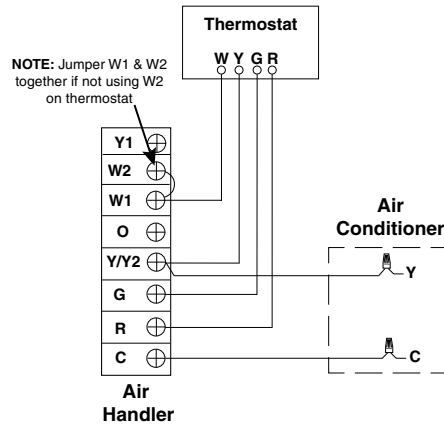 Thermostat
W Y G R
NOTE: Jumper W1 & W2
together if not using W2
on thermostat
Y1
W2
W1
O
Y/Y2
G
R
C
Air
Handler
Air
Conditioner
Y
C